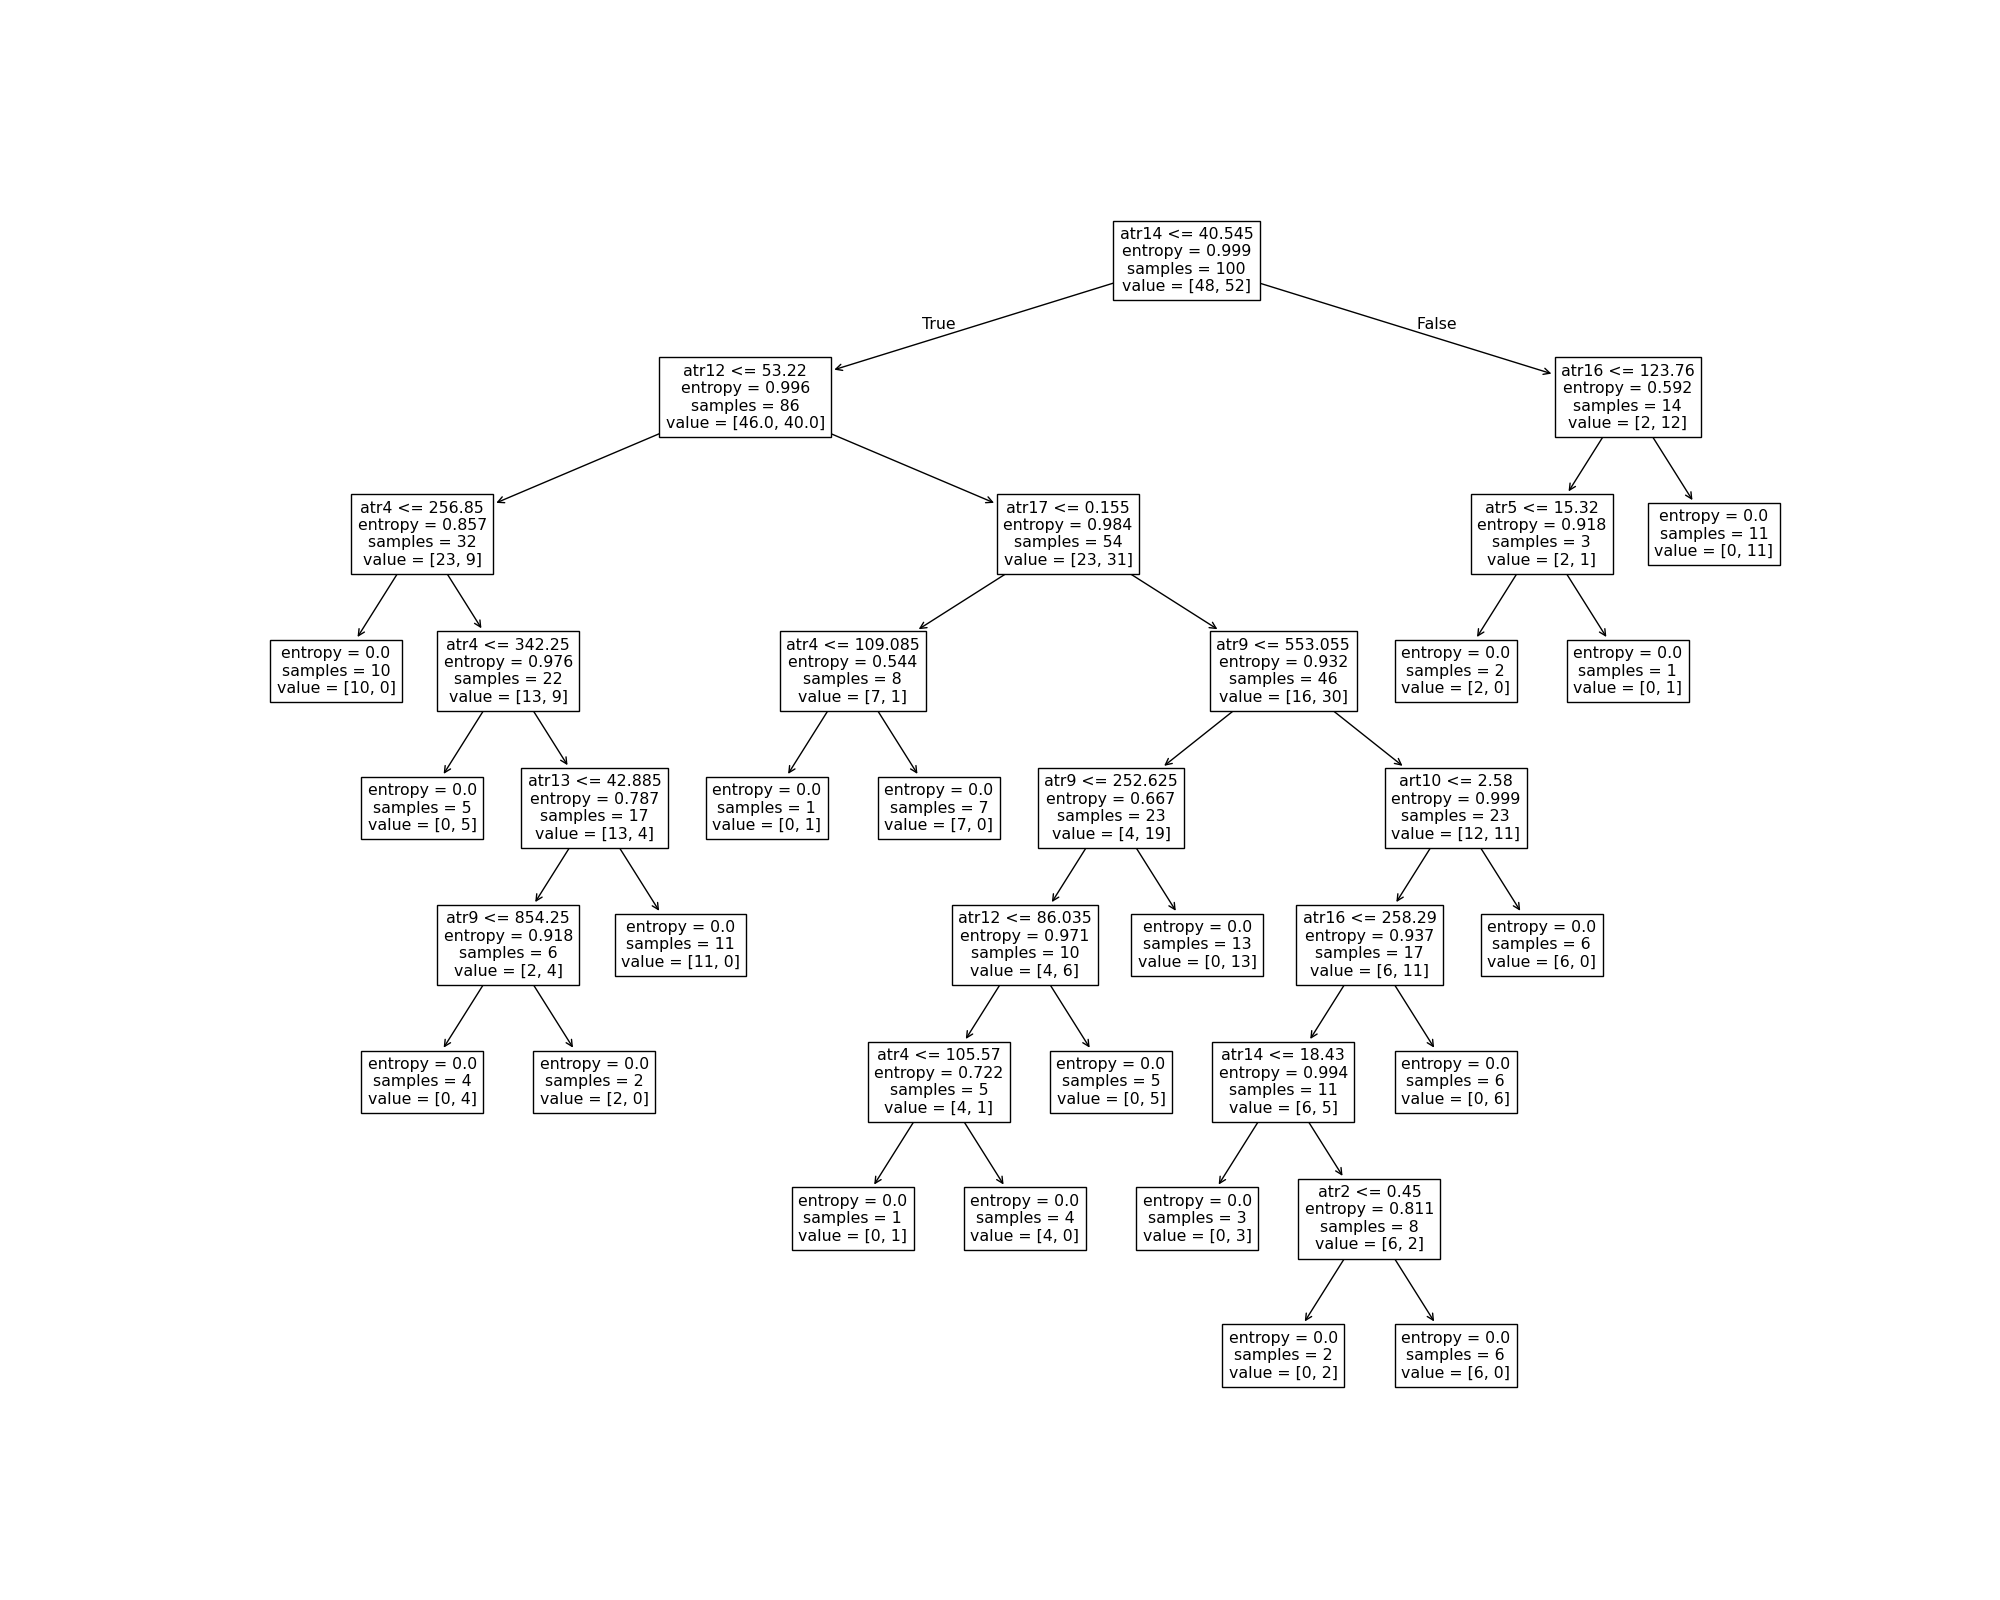 atr14 <= 40.545
entropy = 0.999
samples = 100
value = [48, 52]
True
False
atr12 <= 53.22
entropy = 0.996
samples = 86
value = [46.0, 40.0]
atr16 <= 123.76
entropy = 0.592
samples = 14
value = [2, 12]
atr4 <= 256.85
entropy = 0.857
samples = 32
value = [23, 9]
atr17 <= 0.155
entropy = 0.984
samples = 54
value = [23, 31]
atr5 <= 15.32
entropy = 0.918
samples = 3
value = [2, 1]
entropy = 0.0
samples = 11
value = [0, 11]
entropy = 0.0
samples = 10
value = [10, 0]
atr4 <= 342.25
entropy = 0.976
samples = 22
value = [13, 9]
atr4 <= 109.085
entropy = 0.544
samples = 8
value = [7, 1]
atr9 <= 553.055
entropy = 0.932
samples = 46
value = [16, 30]
entropy = 0.0
samples = 2
value = [2, 0]
entropy = 0.0
samples = 1
value = [0, 1]
entropy = 0.0
samples = 5
value = [0, 5]
atr13 <= 42.885
entropy = 0.787
samples = 17
value = [13, 4]
entropy = 0.0
samples = 1
value = [0, 1]
entropy = 0.0
samples = 7
value = [7, 0]
atr9 <= 252.625
entropy = 0.667
samples = 23
value = [4, 19]
art10 <= 2.58
entropy = 0.999
samples = 23
value = [12, 11]
atr9 <= 854.25
entropy = 0.918
samples = 6
value = [2, 4]
entropy = 0.0
samples = 11
value = [11, 0]
atr12 <= 86.035
entropy = 0.971
samples = 10
value = [4, 6]
entropy = 0.0
samples = 13
value = [0, 13]
atr16 <= 258.29
entropy = 0.937
samples = 17
value = [6, 11]
entropy = 0.0
samples = 6
value = [6, 0]
entropy = 0.0
samples = 4
value = [0, 4]
entropy = 0.0
samples = 2
value = [2, 0]
atr4 <= 105.57
entropy = 0.722
samples = 5
value = [4, 1]
entropy = 0.0
samples = 5
value = [0, 5]
atr14 <= 18.43
entropy = 0.994
samples = 11
value = [6, 5]
entropy = 0.0
samples = 6
value = [0, 6]
entropy = 0.0
samples = 1
value = [0, 1]
entropy = 0.0
samples = 4
value = [4, 0]
entropy = 0.0
samples = 3
value = [0, 3]
atr2 <= 0.45
entropy = 0.811
samples = 8
value = [6, 2]
entropy = 0.0
samples = 2
value = [0, 2]
entropy = 0.0
samples = 6
value = [6, 0]